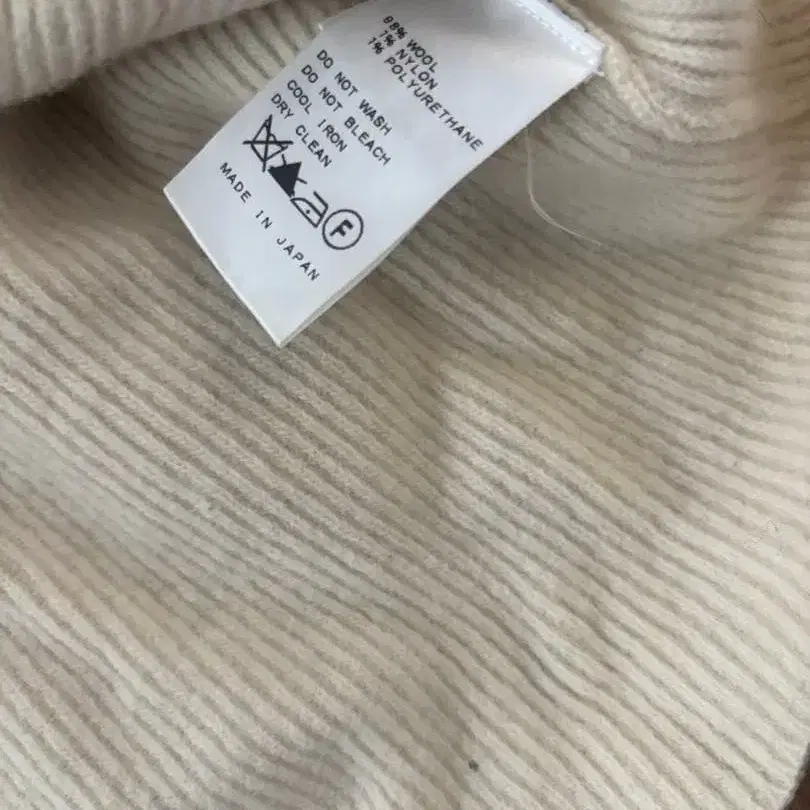 98% WOOL
1% NYLON
1% POLYURETHANE
DO NOT WASH
DO NOT BLEACH
COOL IRON
DRY CLEAN
F
MADE IN JAPAN